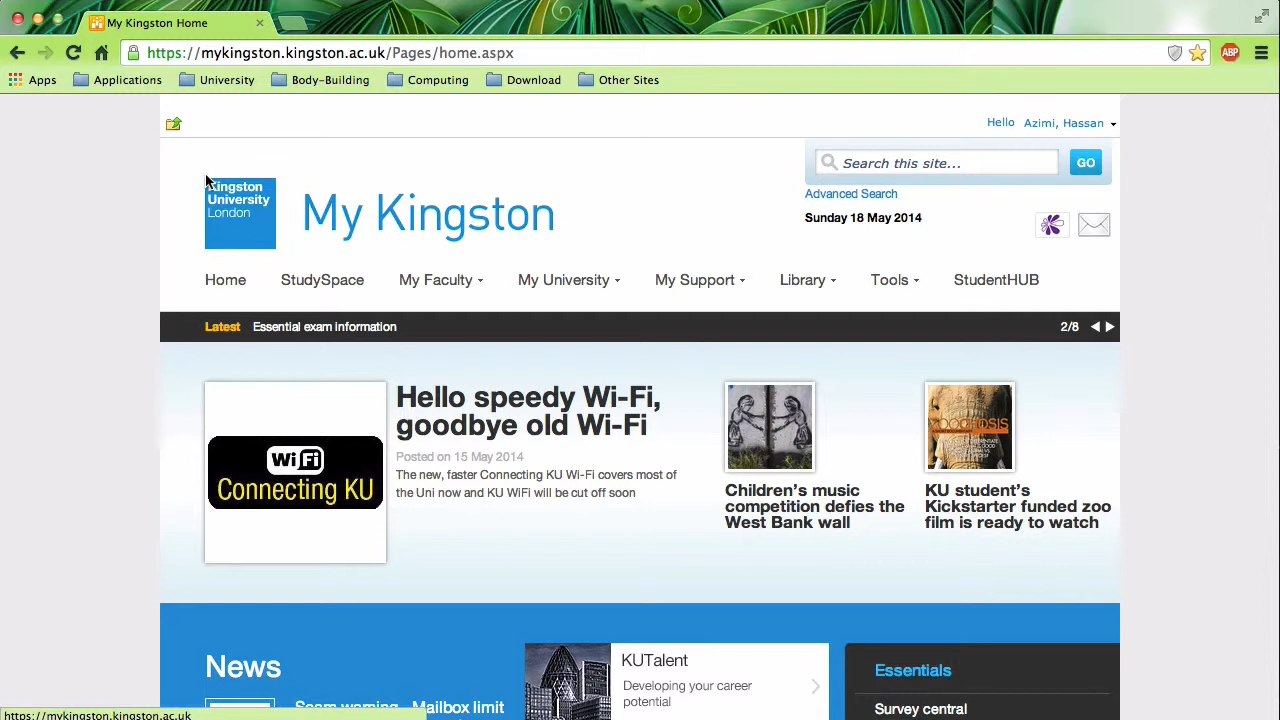 My Kingston Home
https://mykingston.kingston.ac.uk/Pages/home.aspx
ABP
Apps Applications University Body-Building Computing Download Other Sites
Hello Azimi, Hassan
Search this site... GO
Advanced Search
Sunday 18 May 2014
Kingston
University
London
My Kingston
Home StudySpace My Faculty My University My Support Library Tools StudentHUB
Latest Essential exam information 2/8
WiFi
Connecting KU
Hello speedy Wi-Fi,
goodbye old Wi-Fi
Posted on 15 May 2014
The new, faster Connecting KU Wi-Fi covers most of
the Uni now and KU WiFi will be cut off soon
Children's music
competition defies the
West Bank wall
KU student's
Kickstarter funded zoo
film is ready to watch
News
KUTalent
Developing your career
potential
Essentials
Survey central
Mailbox limit
https://mykingston.kingston.ac.uk